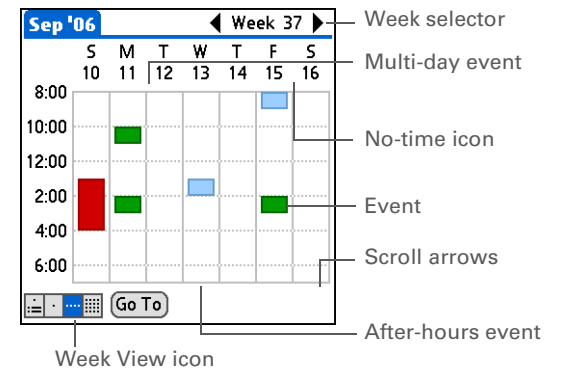 Sep '06
Week 37
Week selector
S M T W T F S
10 11 12 13 14 15 16
Multi-day event
8:00
10:00
No-time icon
12:00
2:00
Event
4:00
Scroll arrows
6:00
Go To
After-hours event
Week View icon